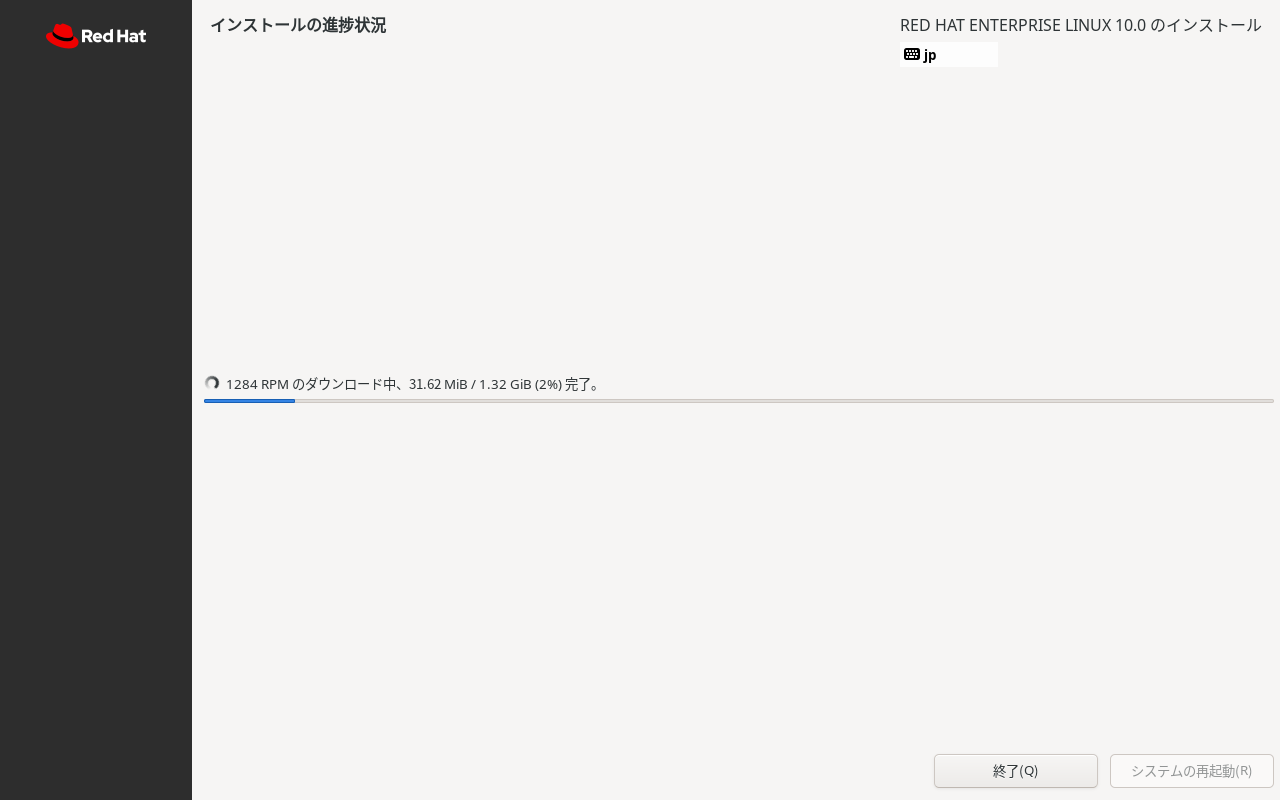 Red Hat
インストールの進捗状況
RED HAT ENTERPRISE LINUX 10.0 のインストール
jp
1284 RPM のダウンロード中、31.62 MiB / 1.32 GiB (2%) 完了。
終了(Q)
システムの再起動(R)